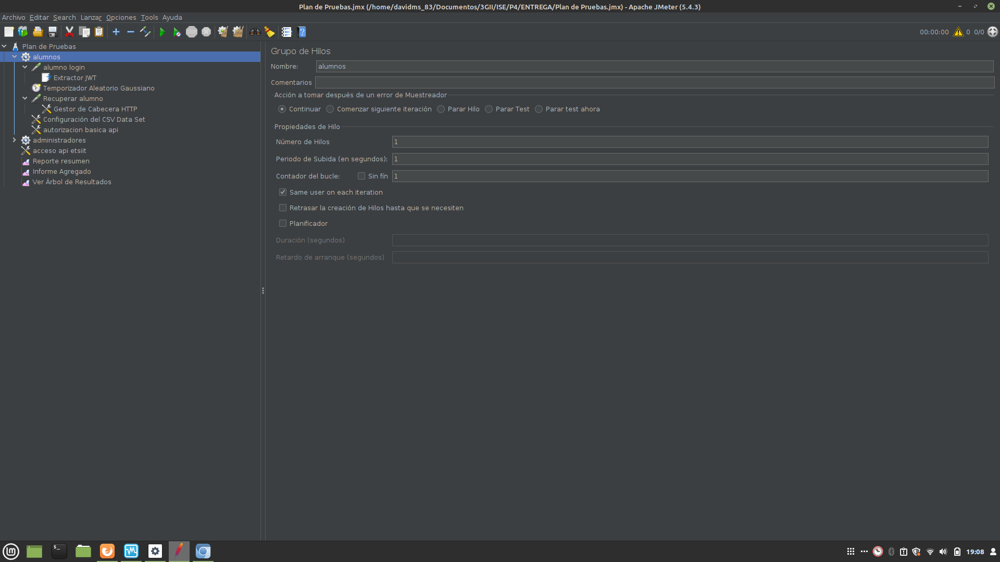 Plan de Pruebas.jmx (/home/davidms_83/Documentos/3GII/ISE/P4/ENTREGA/Plan de Pruebas.jmx) - Apache JMeter (5.4.3)
Archivo Editar Search Lanzar Opciones Tools Ayuda
00:00:00 0 0/0
Plan de Pruebas
alumnos
alumno login
Extractor JWT
Temporizador Aleatorio Gaussiano
Recuperar alumno
Gestor de Cabecera HTTP
Configuración del CSV Data Set
autorizacion basica api
administradores
acceso api etsiit
Reporte resumen
Informe Agregado
Ver Árbol de Resultados
Grupo de Hilos
Nombre: alumnos
Comentarios
Acción a tomar después de un error de Muestreador
Continuar Comenzar siguiente iteración Parar Hilo Parar Test Parar test ahora
Propiedades de Hilo
Número de Hilos 1
Periodo de Subida (en segundos): 1
Contador del bucle: Sin fín 1
Same user on each iteration
Retrasar la creación de Hilos hasta que se necesiten
Planificador
Duración (segundos)
Retardo de arranque (segundos)
19:08